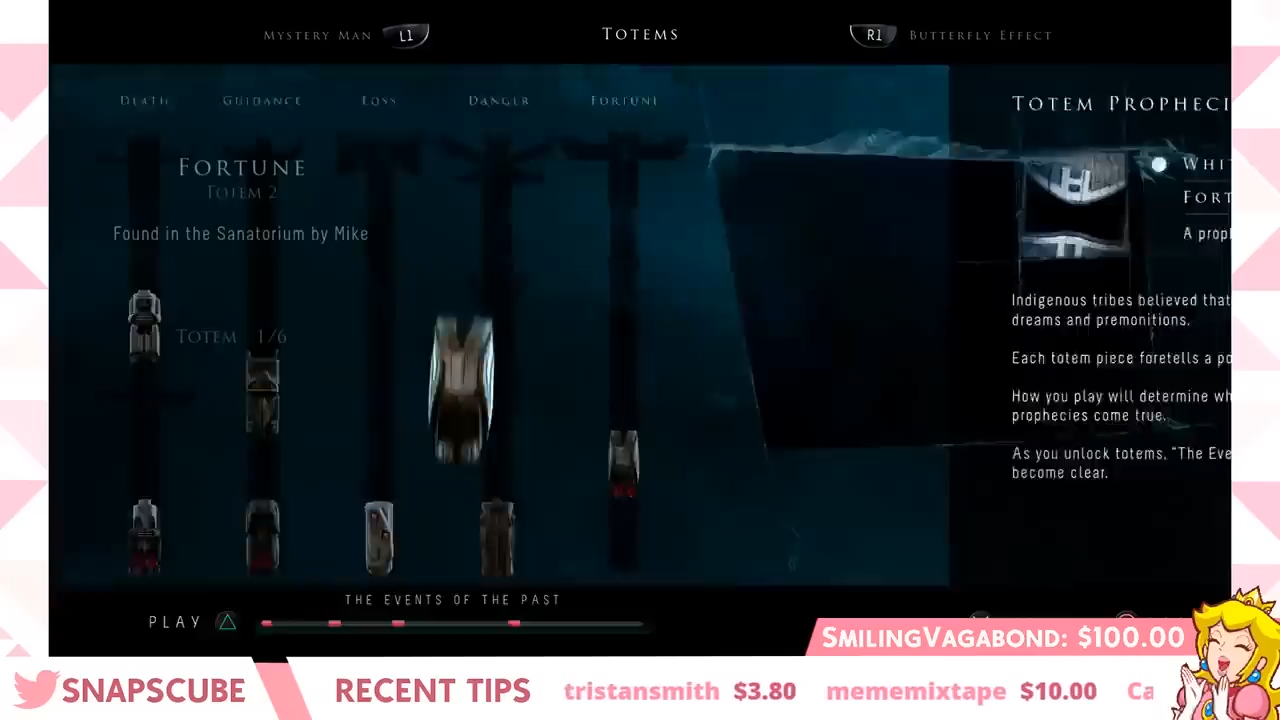 MYSTERY MAN L1 TOTEMS R1 BUTTERFLY EFFECT
DEATH GUIDANCE LOSS DANGER FORTUNE
TOTEM PROPHECI
FORTUNE
TOTEM 2
WHIT
FORT
Found in the Sanatorium by Mike
A proph
Indigenous tribes believed that
dreams and premonitions.
TOTEM 1/6
Each totem piece foretells a po
How you play will determine wh
prophecies come true.
As you unlock totems, "The Eve
become clear.
THE EVENTS OF THE PAST
PLAY
SMILINGVAGABOND: $100.00
SNAPSCUBE RECENT TIPS tristansmith $3.80 mememixtape $10.00 Ca